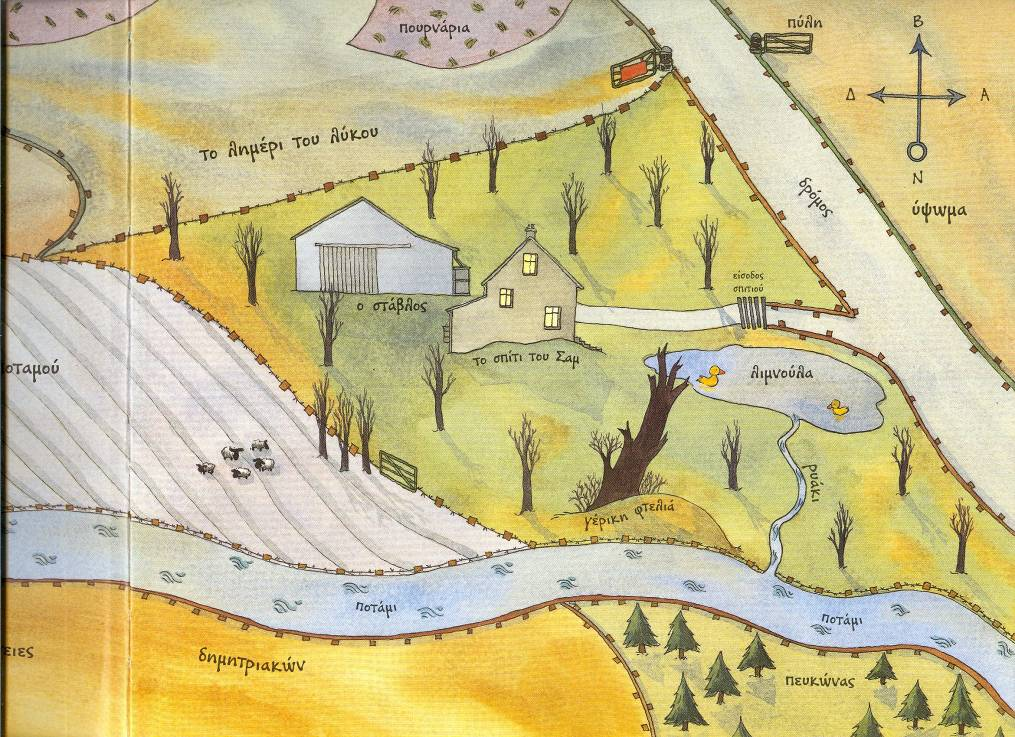 πουρνάρια
πύλη
Β
Δ
Α
Ν
ύψωμα
το λημέρι του λύκου
δρόμος
είσοδος
σπιτιού
ο στάβλος
το σπίτι του Σαμ
λιμνούλα
οταμού
ρυάκι
γέρικη φτελιά
ποτάμι
ποτάμι
ειες
δημητριακών
πευκώνας